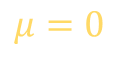 μ = 0